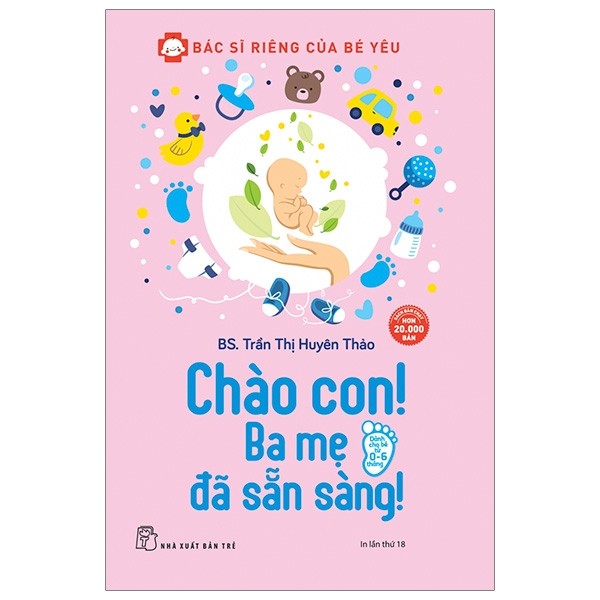 BÁC SĨ RIÊNG CỦA BÉ YÊU
SÁCH BÁN CHẠY
HƠN
20.000
BẢN
BS. Trần Thị Huyên Thảo
Chào con!
Ba mẹ
Dành
cho bé
từ
0-6
tháng
đã sẵn sàng!
NHÀ XUẤT BẢN TRẺ
In lần thứ 18